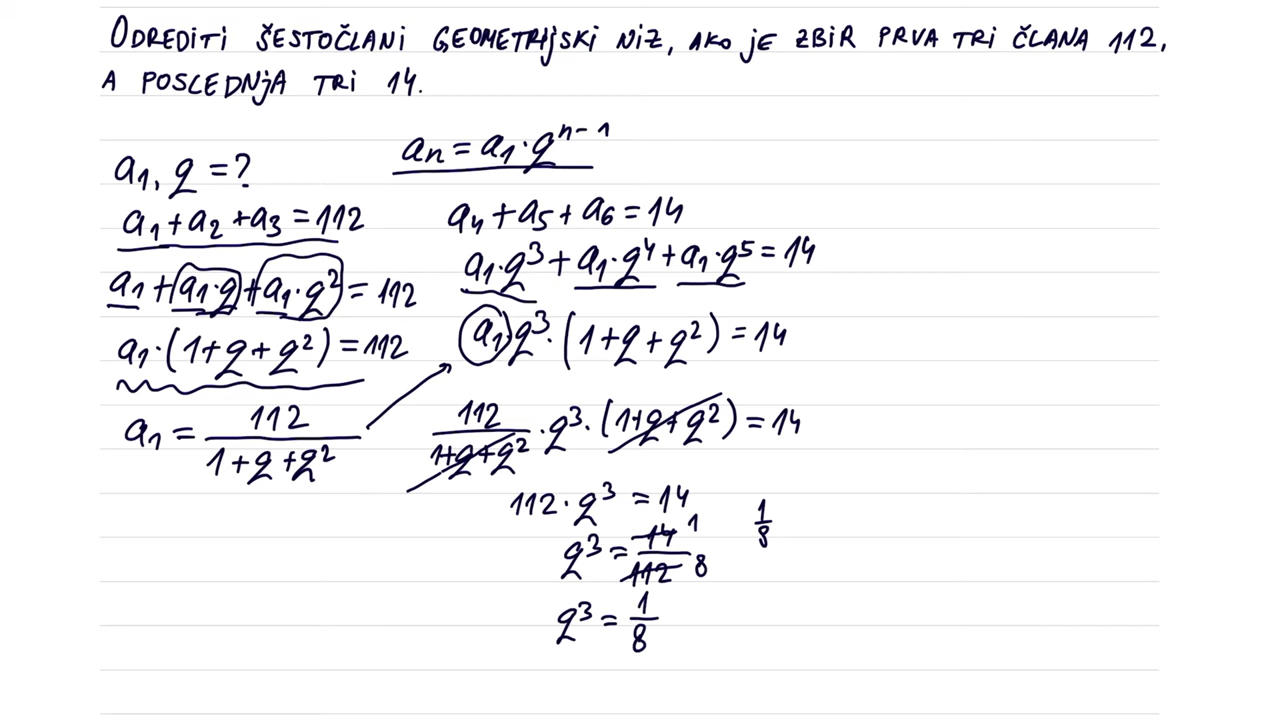 ODREDITI ŠESTOČLANI GEOMETRIJSKI NIZ, AKO JE ZBIR PRVA TRI ČLANA 112,
A POSLEDNJA TRI 14.
a₁, q = ?
aₙ = a₁·qⁿ⁻¹
a₁ + a₂ + a₃ = 112
a₄ + a₅ + a₆ = 14
a₁ + a₁·q + a₁·q² = 112
a₁·q³ + a₁·q⁴ + a₁·q⁵ = 14
a₁·(1+q+q²) = 112
a₁ q³·(1+q+q²) = 14
a₁ = 112/(1+q+q²)
112/(1+q+q²)·q³·(1+q+q²) = 14
112·q³ = 14
1/8
q³ = 14/112 1 8
q³ = 1/8